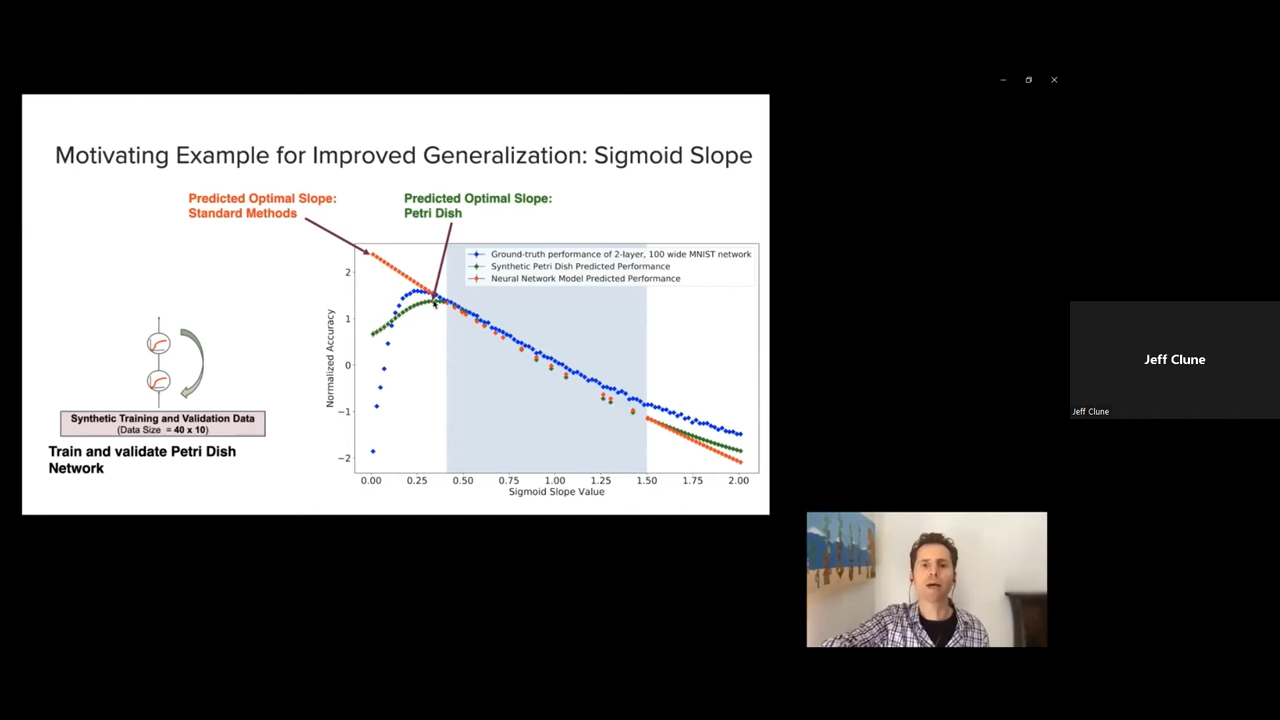 Motivating Example for Improved Generalization: Sigmoid Slope
Predicted Optimal Slope:
Standard Methods
Predicted Optimal Slope:
Petri Dish
Ground-truth performance of 2-layer, 100 wide MNIST network
Synthetic Petri Dish Predicted Performance
Neural Network Model Predicted Performance
Normalized Accuracy
2
1
0
−1
−2
0.00 0.25 0.50 0.75 1.00 1.25 1.50 1.75 2.00
Sigmoid Slope Value
Synthetic Training and Validation Data
(Data Size = 40 x 10)
Train and validate Petri Dish
Network
Jeff Clune
Jeff Clune